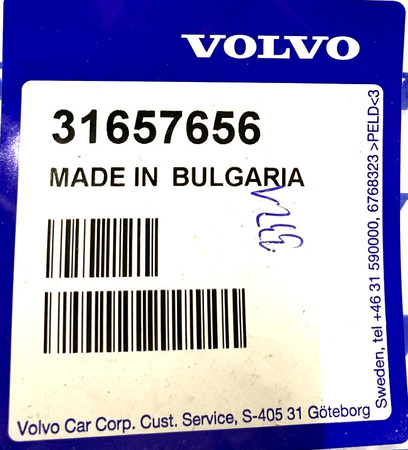 VOLVO
31657656
MADE IN BULGARIA
Volvo Car Corp. Cust. Service, S-405 31 Göteborg
Sweden, tel +46 31 590000, 6768323 >PELD<3